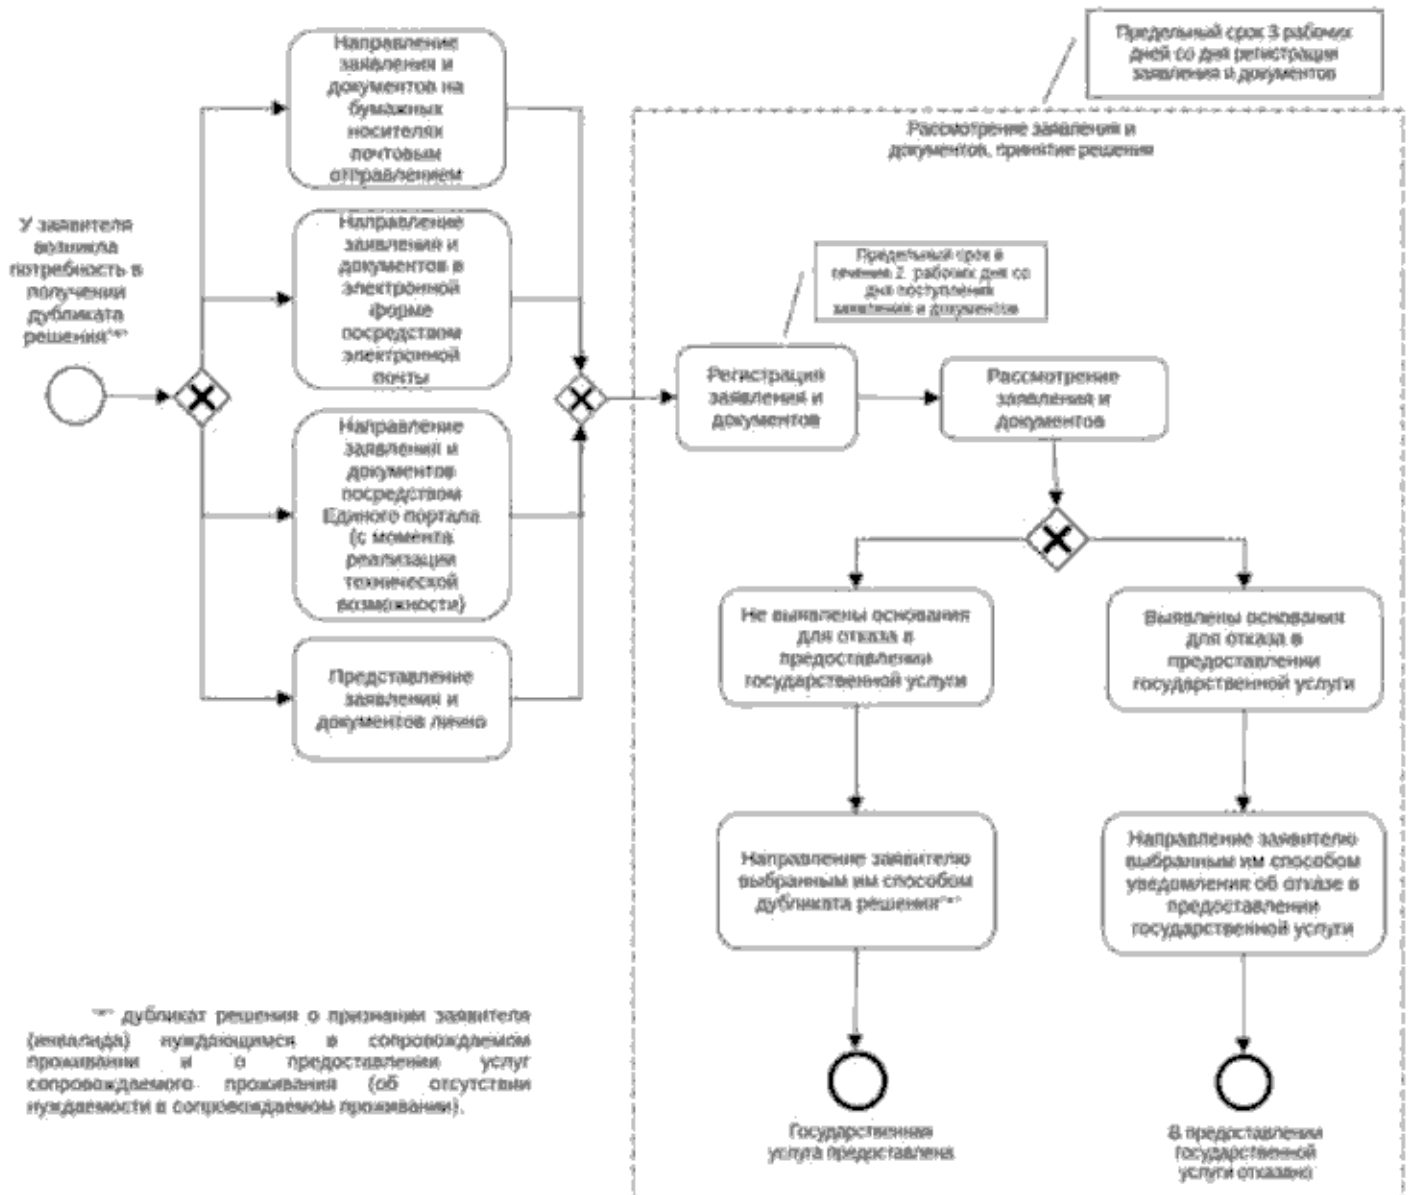 Предельный срок 3 рабочих
дней со дня регистрации
заявления и документов
Рассмотрение заявления и
документов, принятие решения
Направление
заявления и
документов на
бумажных
носителях
почтовым
отправлением
У заявителя
возникла
потребность в
получении
дубликата
решения"*"
Направление
заявления и
документов в
электронной
форме
посредством
электронной
почты
Направление
заявления и
документов
посредством
Единого портала
(с момента
реализации
технической
возможности)
Представление
заявления и
документов лично
Предельный срок в
течение 2 рабочих дня со
дня поступления
заявления и документов
Регистрация
заявления и
документов
Рассмотрение
заявления и
документов
Не выявлены основания
для отказа в
предоставлении
государственной услуги
Выявлены основания
для отказа в
предоставлении
государственной услуги
Направление заявителю
выбранным им способом
дубликата решения"*"
Направление заявителю
выбранным им способом
уведомления об отказе в
предоставлении
государственной услуги
Государственная
услуга предоставлена
В предоставлении
государственной
услуги отказано
"*" дубликат решения о признании заявителя
(инвалида) нуждающимся в сопровождаемом
проживании и о предоставлении услуг
сопровождаемого проживания (об отсутствии
нуждаемости в сопровождаемом проживании).